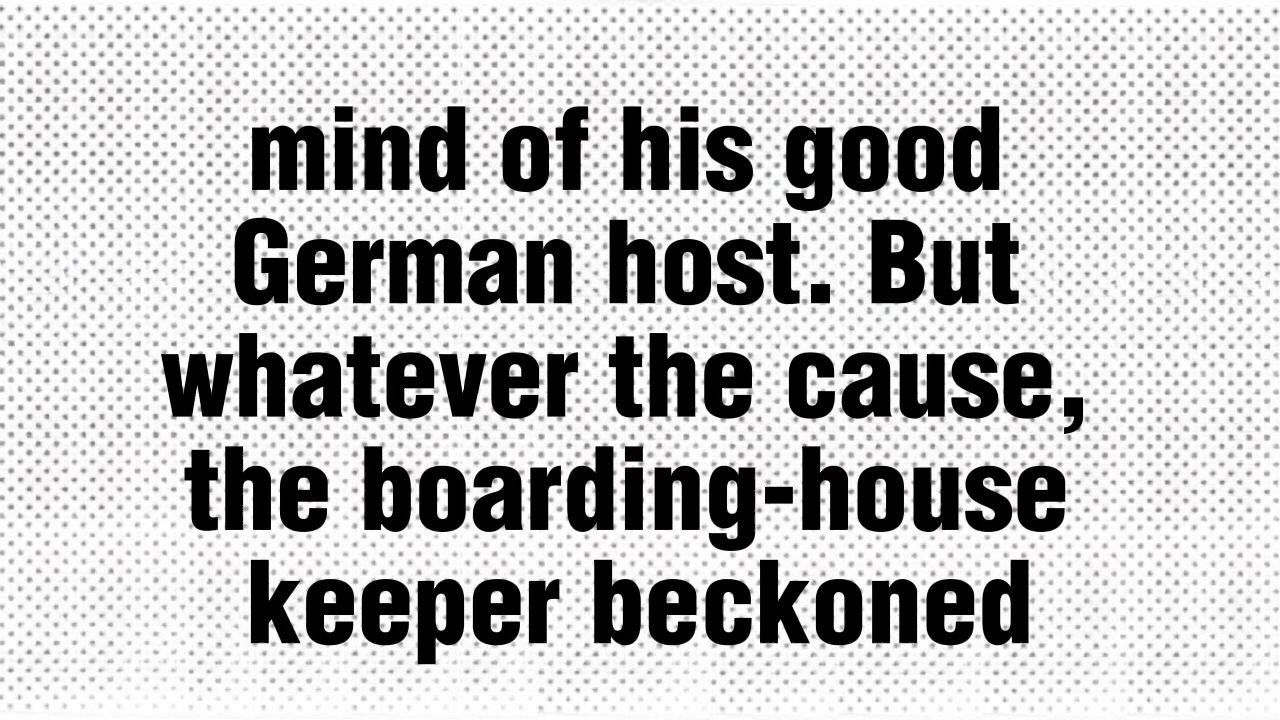 mind of his good
German host. But
whatever the cause,
the boarding-house
keeper beckoned